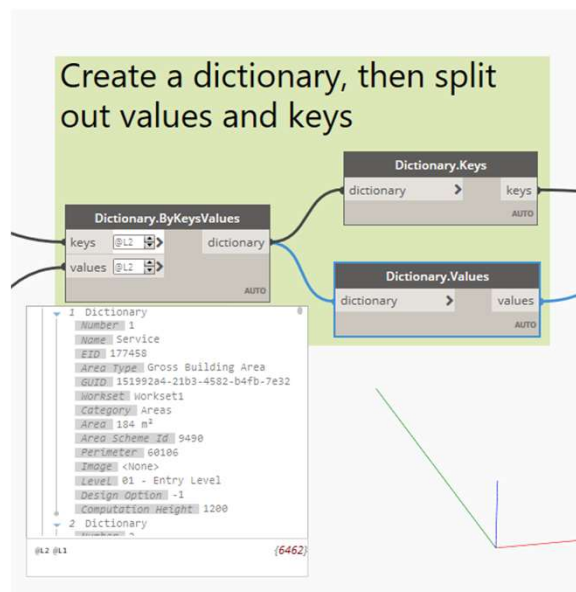 Create a dictionary, then split
out values and keys
Dictionary.Keys
dictionary > keys
AUTO
Dictionary.ByKeysValues
keys @L2 > dictionary
values @L2 >
AUTO
Dictionary.Values
dictionary > values
AUTO
1 Dictionary
Number 1
Name Service
EID 177458
Area Type Gross Building Area
GUID 151992a4-21b3-4582-b4fb-7e32
Workset Workset1
Category Areas
Area 184 m²
Area Scheme Id 9490
Perimeter 60106
Image <None>
Level 01 - Entry Level
Design Option -1
Computation Height 1200
2 Dictionary
@L2 @L1 {6462}